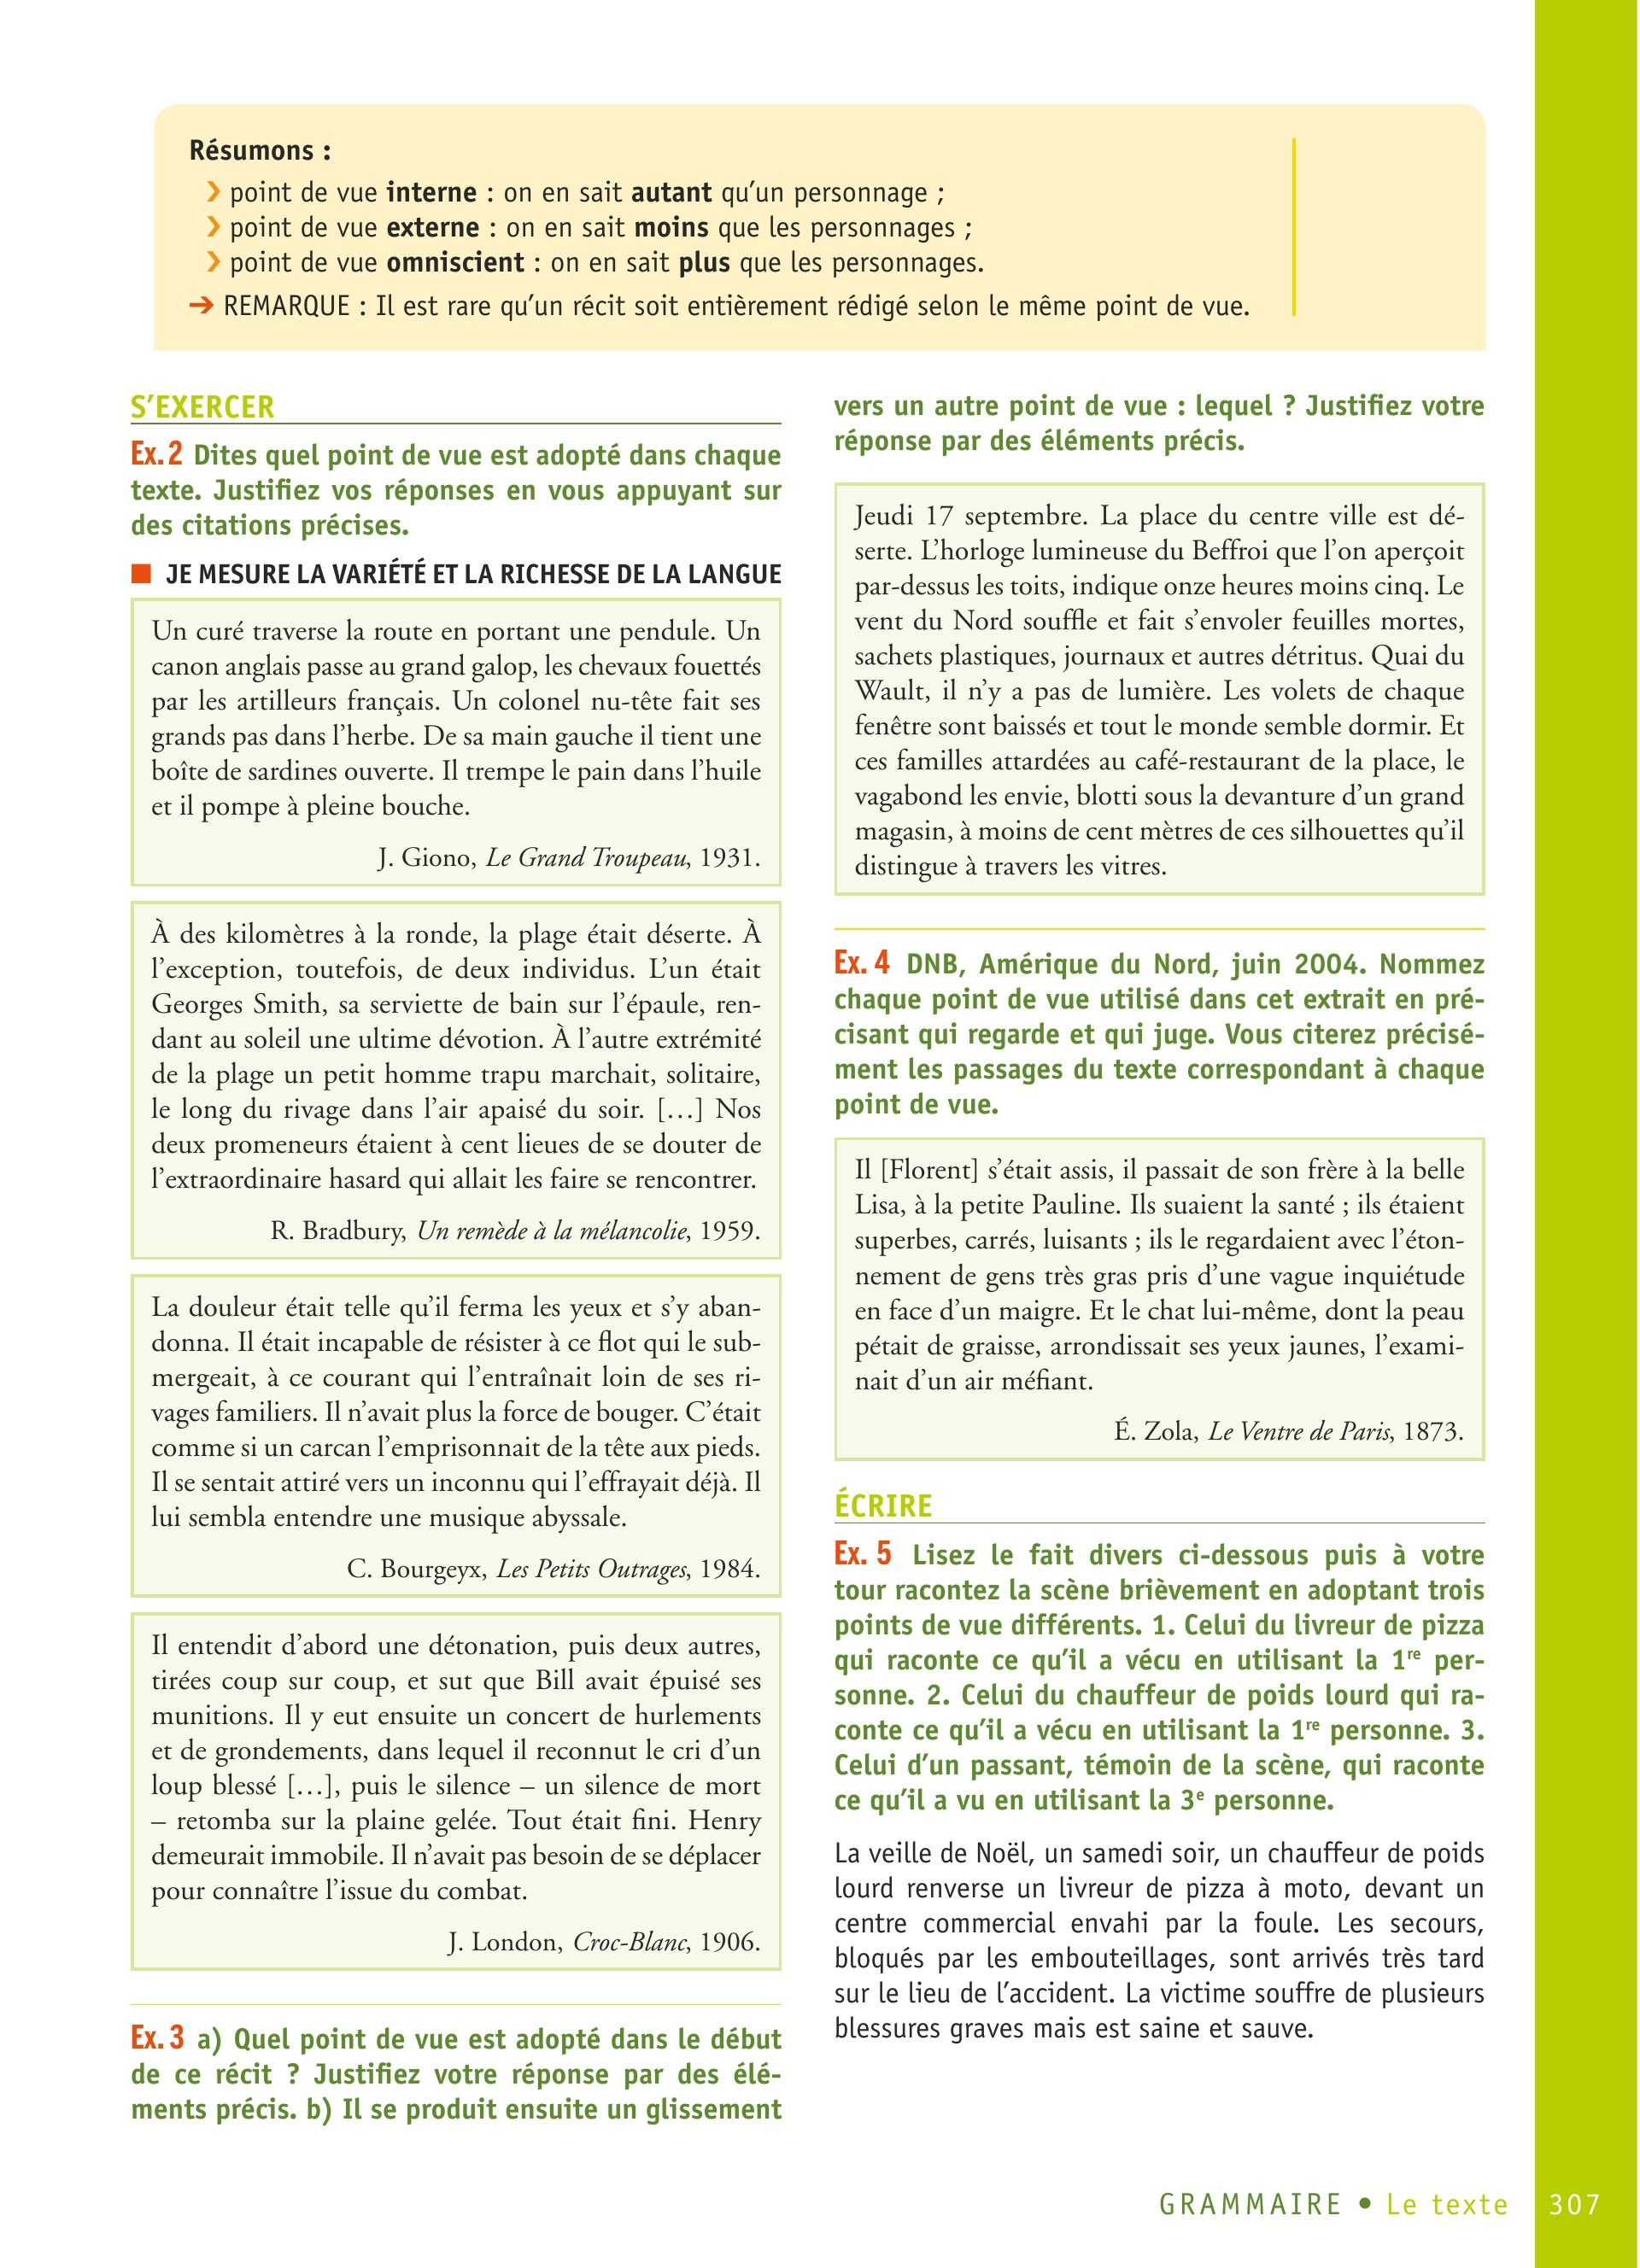 Résumons :
❯ point de vue interne : on en sait autant qu’un personnage ;
❯ point de vue externe : on en sait moins que les personnages ;
❯ point de vue omniscient : on en sait plus que les personnages.
➔ REMARQUE : Il est rare qu’un récit soit entièrement rédigé selon le même point de vue.
S’EXERCER
Ex. 2 Dites quel point de vue est adopté dans chaque
texte. Justifiez vos réponses en vous appuyant sur
des citations précises.
■ JE MESURE LA VARIÉTÉ ET LA RICHESSE DE LA LANGUE
Un curé traverse la route en portant une pendule. Un
canon anglais passe au grand galop, les chevaux fouettés
par les artilleurs français. Un colonel nu-tête fait ses
grands pas dans l’herbe. De sa main gauche il tient une
boîte de sardines ouverte. Il trempe le pain dans l’huile
et il pompe à pleine bouche.
J. Giono, Le Grand Troupeau, 1931.
À des kilomètres à la ronde, la plage était déserte. À
l’exception, toutefois, de deux individus. L’un était
Georges Smith, sa serviette de bain sur l’épaule, ren-
dant au soleil une ultime dévotion. À l’autre extrémité
de la plage un petit homme trapu marchait, solitaire,
le long du rivage dans l’air apaisé du soir. […] Nos
deux promeneurs étaient à cent lieues de se douter de
l’extraordinaire hasard qui allait les faire se rencontrer.
R. Bradbury, Un remède à la mélancolie, 1959.
La douleur était telle qu’il ferma les yeux et s’y aban-
donna. Il était incapable de résister à ce flot qui le sub-
mergeait, à ce courant qui l’entraînait loin de ses ri-
vages familiers. Il n’avait plus la force de bouger. C’était
comme si un carcan l’emprisonnait de la tête aux pieds.
Il se sentait attiré vers un inconnu qui l’effrayait déjà. Il
lui sembla entendre une musique abyssale.
C. Bourgeyx, Les Petits Outrages, 1984.
Il entendit d’abord une détonation, puis deux autres,
tirées coup sur coup, et sut que Bill avait épuisé ses
munitions. Il y eut ensuite un concert de hurlements
et de grondements, dans lequel il reconnut le cri d’un
loup blessé […], puis le silence – un silence de mort
– retomba sur la plaine gelée. Tout était fini. Henry
demeurait immobile. Il n’avait pas besoin de se déplacer
pour connaître l’issue du combat.
J. London, Croc-Blanc, 1906.
Ex. 3 a) Quel point de vue est adopté dans le début
de ce récit ? Justifiez votre réponse par des élé-
ments précis. b) Il se produit ensuite un glissement
vers un autre point de vue : lequel ? Justifiez votre
réponse par des éléments précis.
Jeudi 17 septembre. La place du centre ville est dé-
serte. L’horloge lumineuse du Beffroi que l’on aperçoit
par-dessus les toits, indique onze heures moins cinq. Le
vent du Nord souffle et fait s’envoler feuilles mortes,
sachets plastiques, journaux et autres détritus. Quai du
Wault, il n’y a pas de lumière. Les volets de chaque
fenêtre sont baissés et tout le monde semble dormir. Et
ces familles attardées au café-restaurant de la place, le
vagabond les envie, blotti sous la devanture d’un grand
magasin, à moins de cent mètres de ces silhouettes qu’il
distingue à travers les vitres.
Ex. 4 DNB, Amérique du Nord, juin 2004. Nommez
chaque point de vue utilisé dans cet extrait en pré-
cisant qui regarde et qui juge. Vous citerez précisé-
ment les passages du texte correspondant à chaque
point de vue.
Il [Florent] s’était assis, il passait de son frère à la belle
Lisa, à la petite Pauline. Ils suaient la santé ; ils étaient
superbes, carrés, luisants ; ils le regardaient avec l’éton-
nement de gens très gras pris d’une vague inquiétude
en face d’un maigre. Et le chat lui-même, dont la peau
pétait de graisse, arrondissait ses yeux jaunes, l’exami-
nait d’un air méfiant.
É. Zola, Le Ventre de Paris, 1873.
ÉCRIRE
Ex. 5 Lisez le fait divers ci-dessous puis à votre
tour racontez la scène brièvement en adoptant trois
points de vue différents. 1. Celui du livreur de pizza
qui raconte ce qu’il a vécu en utilisant la 1re per-
sonne. 2. Celui du chauffeur de poids lourd qui ra-
conte ce qu’il a vécu en utilisant la 1re personne. 3.
Celui d’un passant, témoin de la scène, qui raconte
ce qu’il a vu en utilisant la 3e personne.
La veille de Noël, un samedi soir, un chauffeur de poids
lourd renverse un livreur de pizza à moto, devant un
centre commercial envahi par la foule. Les secours,
bloqués par les embouteillages, sont arrivés très tard
sur le lieu de l’accident. La victime souffre de plusieurs
blessures graves mais est saine et sauve.
GRAMMAIRE • Le texte 307